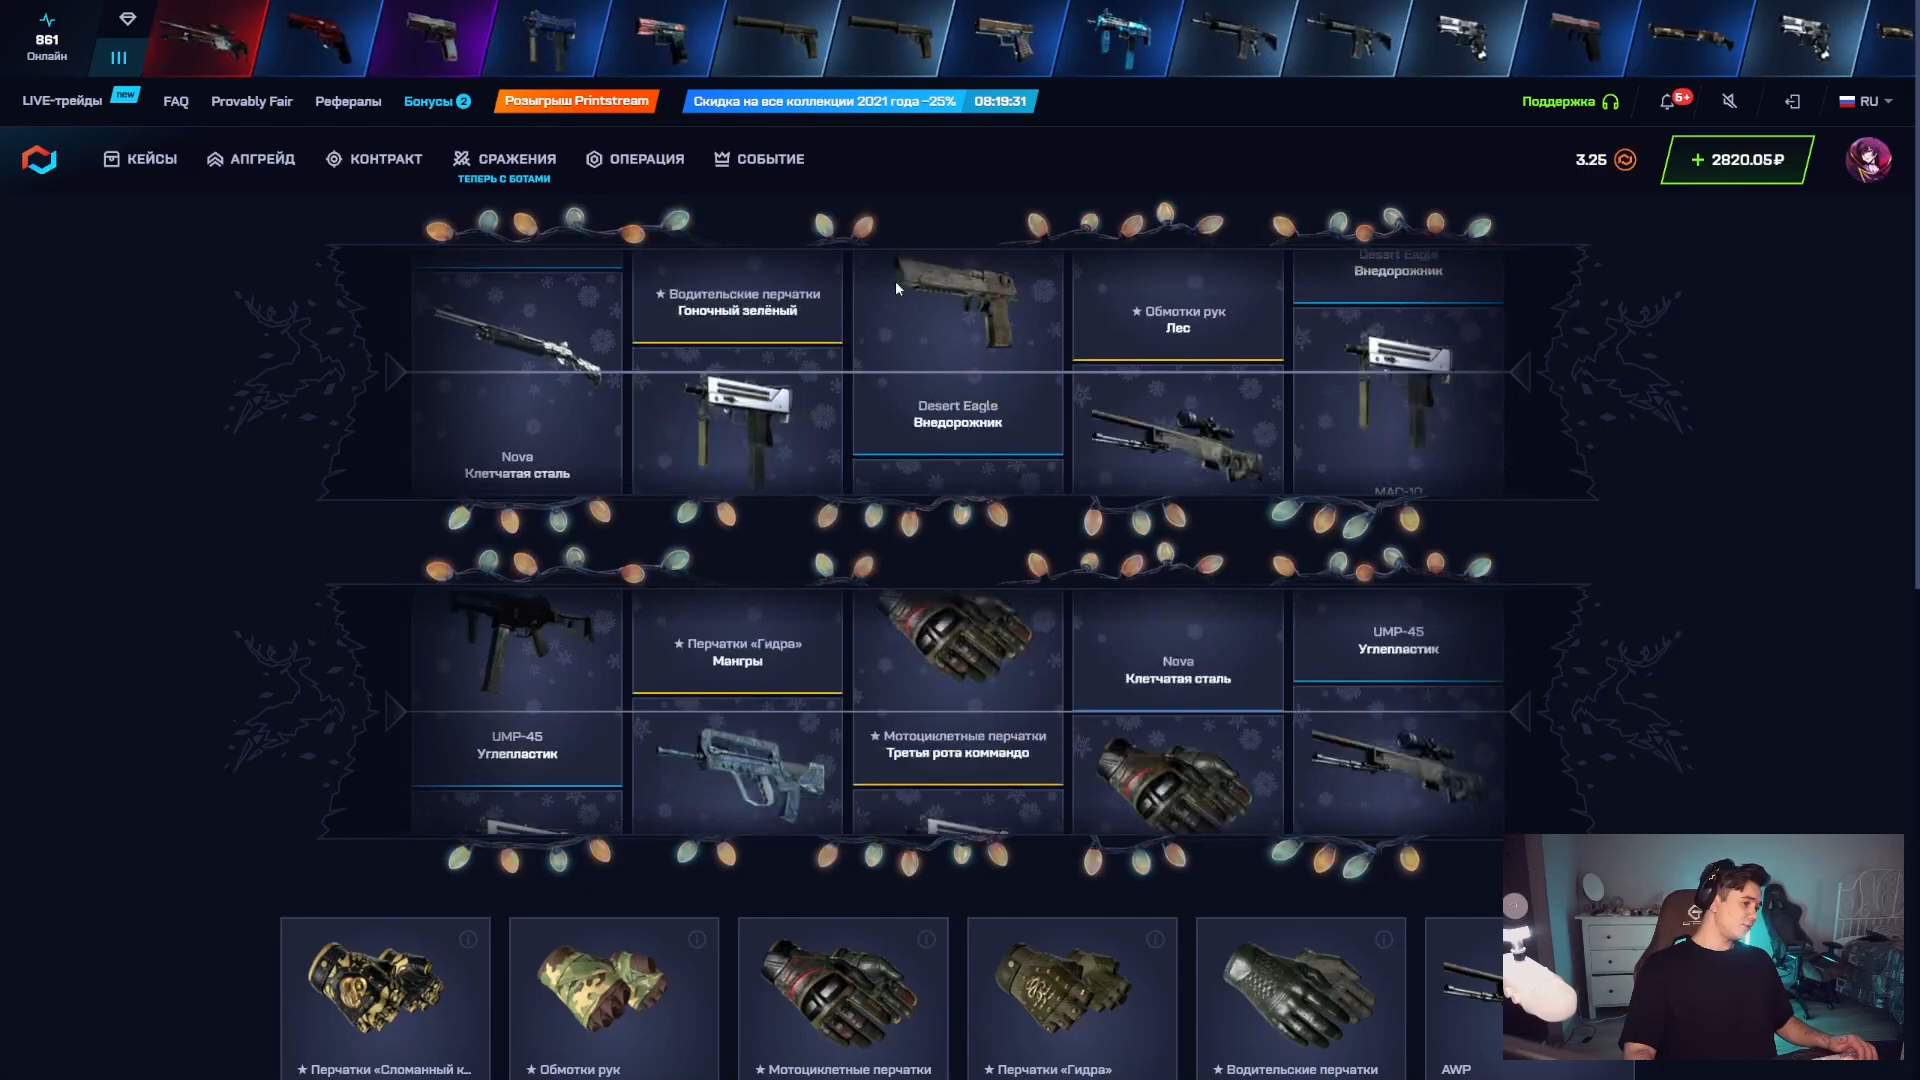 861
Онлайн
LIVE-трейды
new
FAQ
Provably Fair
Рефералы
Бонусы 2
Розыгрыш Printstream
Скидка на все коллекции 2021 года -25% 08:19:31
Поддержка
5+
RU
КЕЙСЫ
АПГРЕЙД
КОНТРАКТ
СРАЖЕНИЯ
ТЕПЕРЬ С БОТАМИ
ОПЕРАЦИЯ
СОБЫТИЕ
3.25
+ 2820.05₽
Nova
Клетчатая сталь
★ Водительские перчатки
Гоночный зелёный
Desert Eagle
Внедорожник
★ Обмотки рук
Лес
Desert Eagle
Внедорожник
MAC-10
UMP-45
Углепластик
★ Перчатки «Гидра»
Мангры
★ Мотоциклетные перчатки
Третья рота коммандо
Nova
Клетчатая сталь
UMP-45
Углепластик
★ Перчатки «Сломанный к...
★ Обмотки рук
★ Мотоциклетные перчатки
★ Перчатки «Гидра»
★ Водительские перчатки
AWP